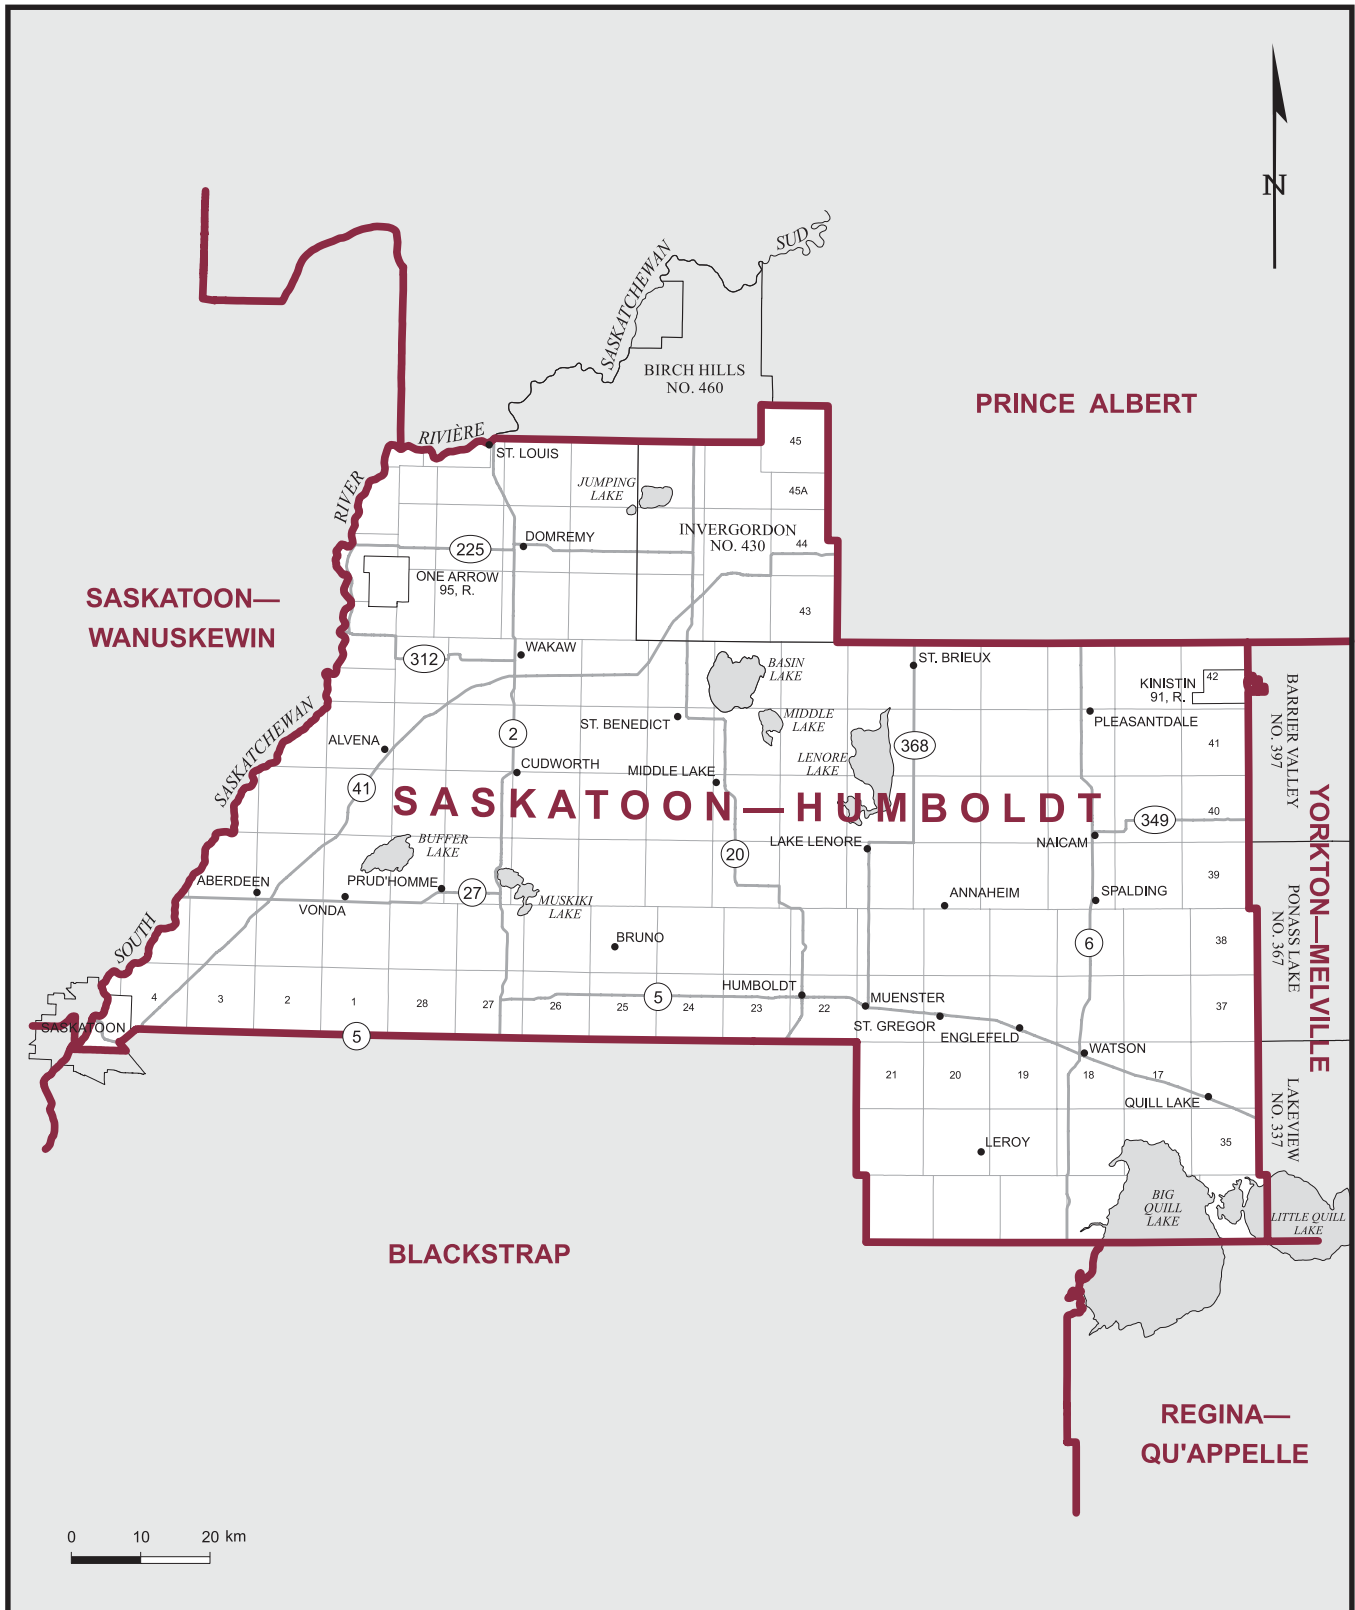 N
SUD
SASKATCHEWAN
BIRCH HILLS
NO. 460
PRINCE ALBERT
RIVIÈRE
ST. LOUIS
45
JUMPING
LAKE
45A
RIVER
INVERGORDON
NO. 430
44
225
DOMREMY
ONE ARROW
95, R.
SASKATOON—
WANUSKEWIN
43
312
WAKAW
BASIN
LAKE
ST. BRIEUX
KINISTIN
91, R.
42
BARRIER VALLEY
NO. 397
SASKATCHEWAN
ST. BENEDICT
MIDDLE
LAKE
PLEASANTDALE
ALVENA
2
368
41
LENORE
LAKE
CUDWORTH
MIDDLE LAKE
41
SASKATOON—HUMBOLDT
349
40
YORKTON—MELVILLE
BUFFER
LAKE
20
LAKE LENORE
NAICAM
ABERDEEN
PRUD'HOMME
27
VONDA
MUSKIKI
LAKE
ANNAHEIM
SPALDING
39
PONASS LAKE
NO. 367
SOUTH
BRUNO
6
38
4
3
2
1
28
27
26
25
5
24
23
22
HUMBOLDT
MUENSTER
37
SASKATOON
5
ST. GREGOR
ENGLEFELD
WATSON
21
20
19
18
17
QUILL LAKE
LAKEVIEW
NO. 337
LEROY
35
BIG
QUILL
LAKE
LITTLE QUILL
LAKE
BLACKSTRAP
REGINA—
QU'APPELLE
0 10 20 km